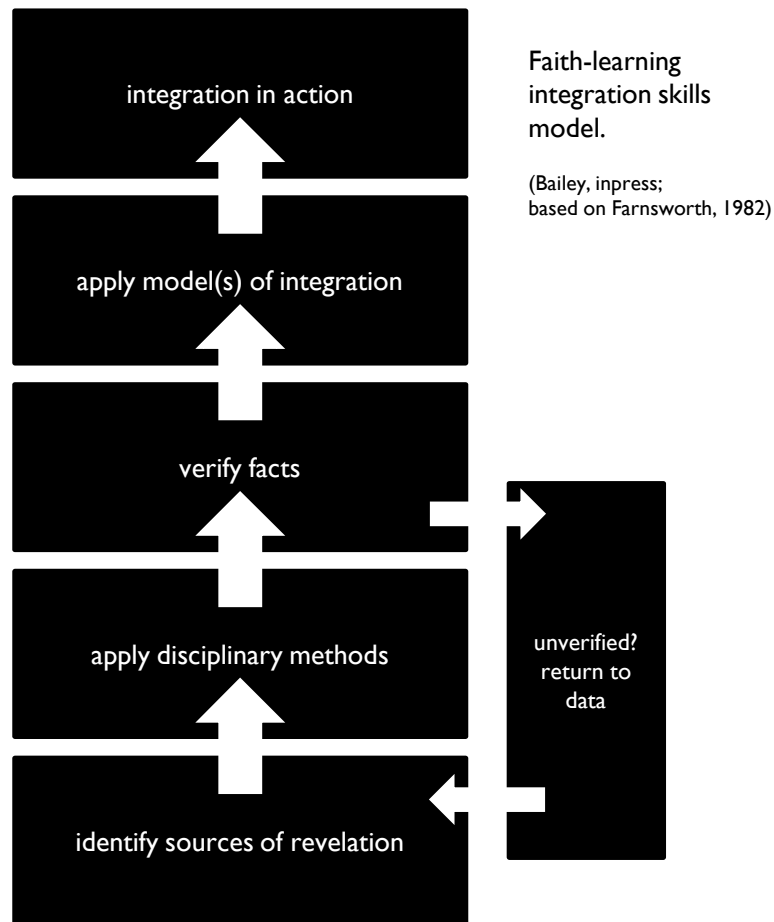 integration in action
Faith-learning
integration skills
model.
(Bailey, inpress;
based on Farnsworth, 1982)
apply model(s) of integration
verify facts
apply disciplinary methods
unverified?
return to
data
identify sources of revelation